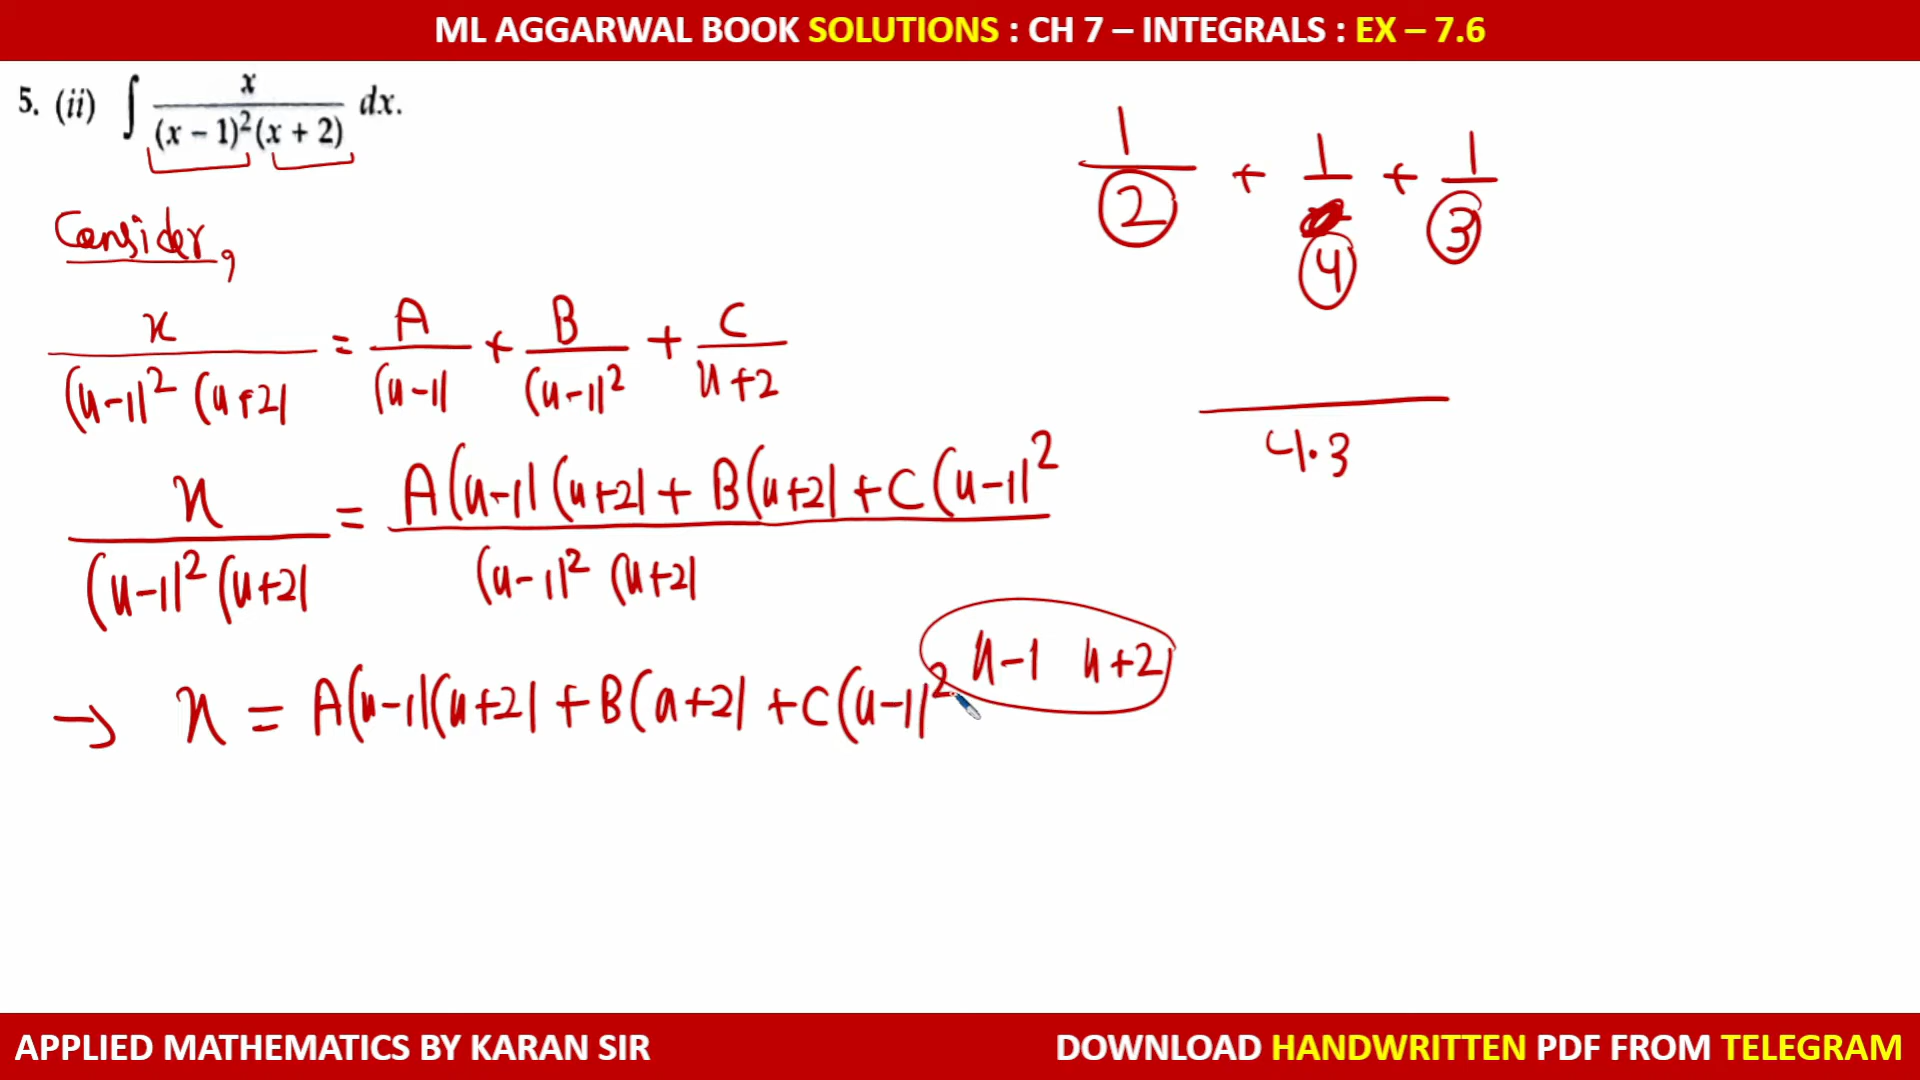 ML AGGARWAL BOOK SOLUTIONS : CH 7 – INTEGRALS : EX – 7.6
5. (ii) ∫ x / (x – 1)²(x + 2) dx.
Consider,
x / (x-1)² (x+2) = A / (x-1) + B / (x-1)² + C / x+2
x / (x-1)² (x+2) = A(x-1)(x+2) + B(x+2) + C(x-1)² / (x-1)² (x+2)
→ x = A(x-1)(x+2) + B(x+2) + C(x-1)²
x-1 x+2
1/2 + 1/4 + 1/3
4.3
APPLIED MATHEMATICS BY KARAN SIR
DOWNLOAD HANDWRITTEN PDF FROM TELEGRAM